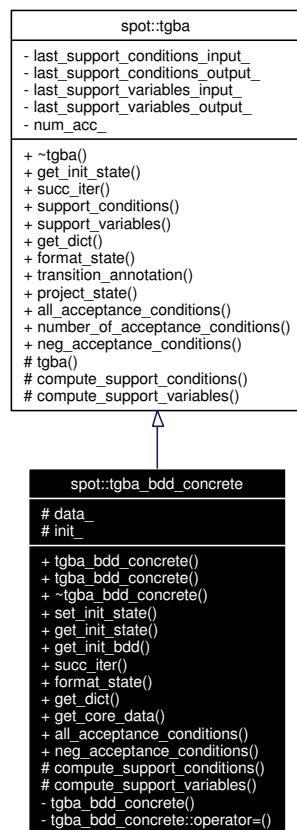 spot::tgba
- last_support_conditions_input_
- last_support_conditions_output_
- last_support_variables_input_
- last_support_variables_output_
- num_acc_
+ ~tgba()
+ get_init_state()
+ succ_iter()
+ support_conditions()
+ support_variables()
+ get_dict()
+ format_state()
+ transition_annotation()
+ project_state()
+ all_acceptance_conditions()
+ number_of_acceptance_conditions()
+ neg_acceptance_conditions()
# tgba()
# compute_support_conditions()
# compute_support_variables()
spot::tgba_bdd_concrete
# data_
# init_
+ tgba_bdd_concrete()
+ tgba_bdd_concrete()
+ ~tgba_bdd_concrete()
+ set_init_state()
+ get_init_state()
+ get_init_bdd()
+ succ_iter()
+ format_state()
+ get_dict()
+ get_core_data()
+ all_acceptance_conditions()
+ neg_acceptance_conditions()
# compute_support_conditions()
# compute_support_variables()
- tgba_bdd_concrete()
- tgba_bdd_concrete::operator=()